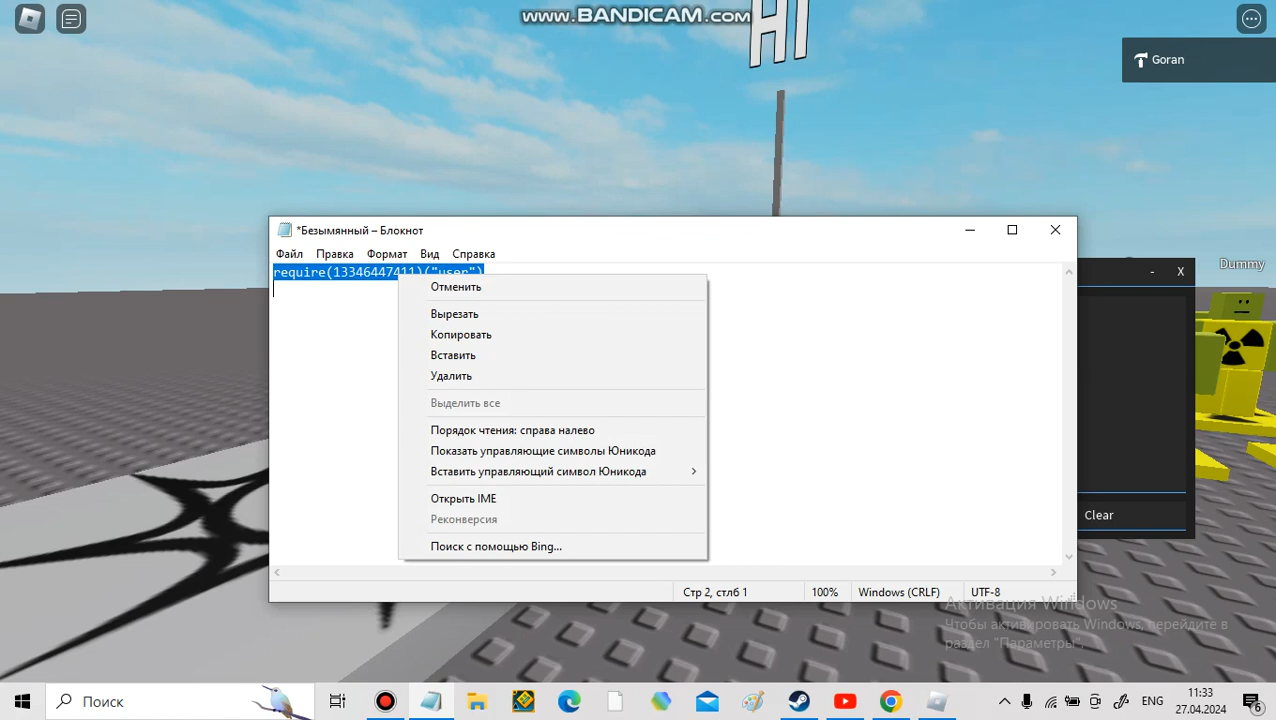 www.BANDICAM.com
HI
Goran
*Безымянный – Блокнот
Файл Правка Формат Вид Справка
require(13346447411)("user")
Отменить
Вырезать
Копировать
Вставить
Удалить
Выделить все
Порядок чтения: справа налево
Показать управляющие символы Юникода
Вставить управляющий символ Юникода
Открыть IME
Реконверсия
Поиск с помощью Bing...
- X
Dummy
Clear
Стр 2, стлб 1 100% Windows (CRLF) UTF-8
Активация Windows
Чтобы активировать Windows, перейдите в
раздел "Параметры".
Поиск
ENG
11:33
27.04.2024
6